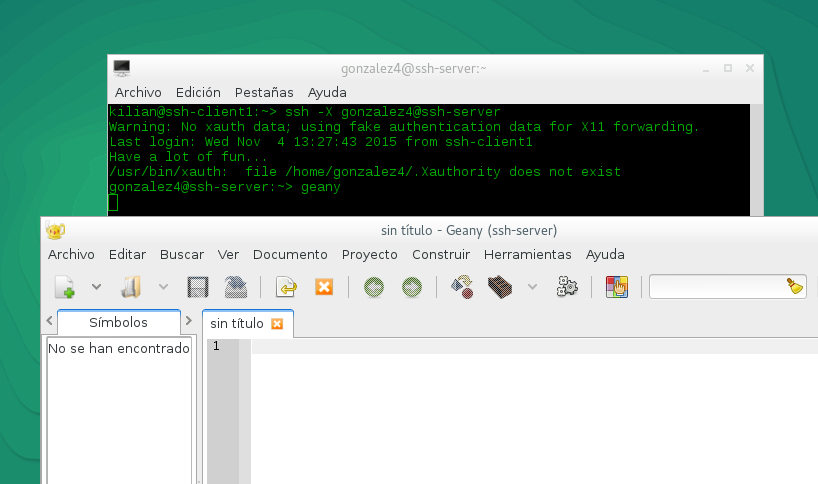 gonzalez4@ssh-server:~
Archivo Edición Pestañas Ayuda
kilian@ssh-client1:~> ssh -X gonzalez4@ssh-server
Warning: No xauth data; using fake authentication data for X11 forwarding.
Last login: Wed Nov  4 13:27:43 2015 from ssh-client1
Have a lot of fun...
/usr/bin/xauth:  file /home/gonzalez4/.Xauthority does not exist
gonzalez4@ssh-server:~> geany
sin título - Geany (ssh-server)
Archivo Editar Buscar Ver Documento Proyecto Construir Herramientas Ayuda
Símbolos
sin título
No se han encontrado
1